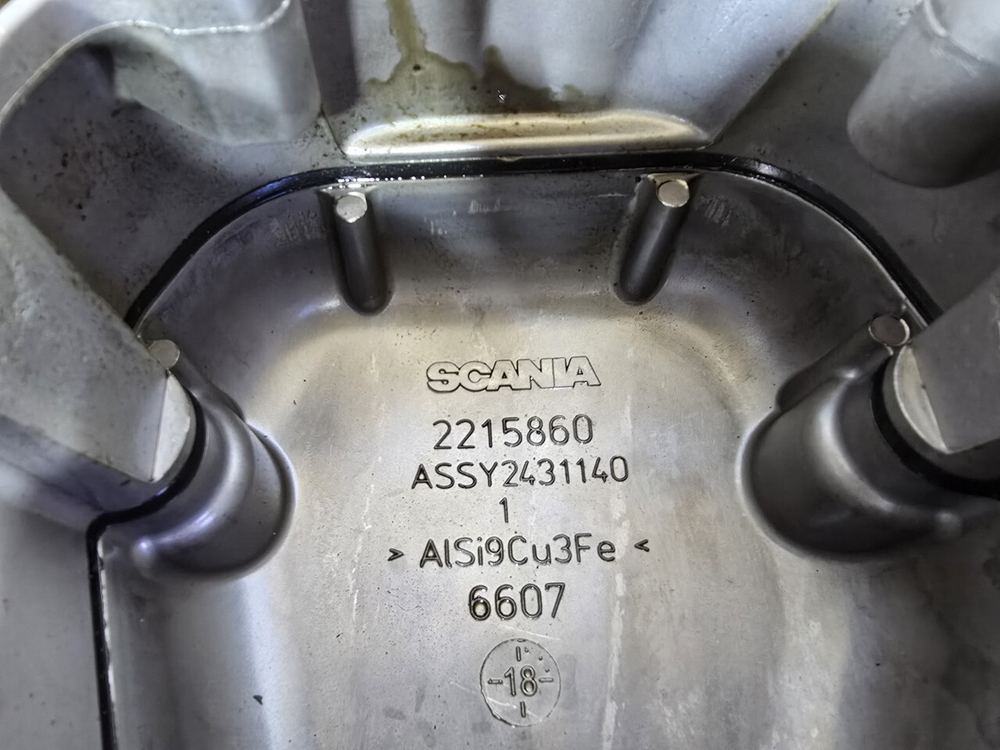 SCANIA
2215860
ASSY2431140
1
> AlSi9Cu3Fe <
6607
18